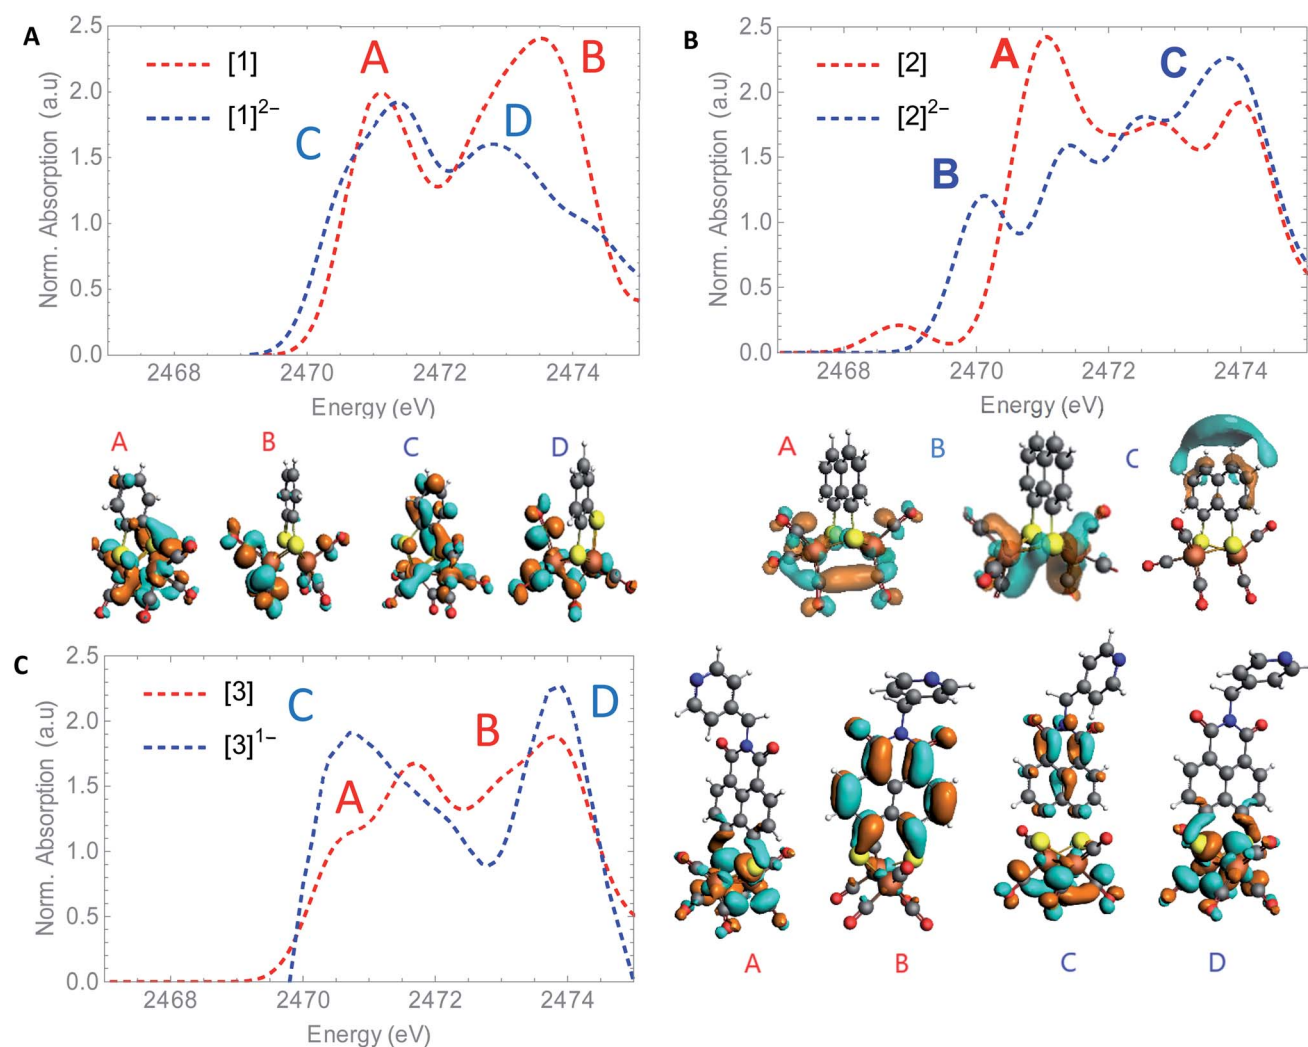 A
2.5
2.0
1.5
1.0
0.5
0.0
Norm. Absorption (a.u)
[1]
[1]2−
A
B
C
D
2468
2470
2472
2474
Energy (eV)
B
2.5
2.0
1.5
1.0
0.5
0.0
Norm. Absorption (a.u)
[2]
[2]2−
A
B
C
2468
2470
2472
2474
Energy (eV)
A
B
C
D
A
B
C
C
2.5
2.0
1.5
1.0
0.5
0.0
Norm. Absorption (a.u)
[3]
[3]1−
C
A
B
D
2468
2470
2472
2474
Energy (eV)
A
B
C
D